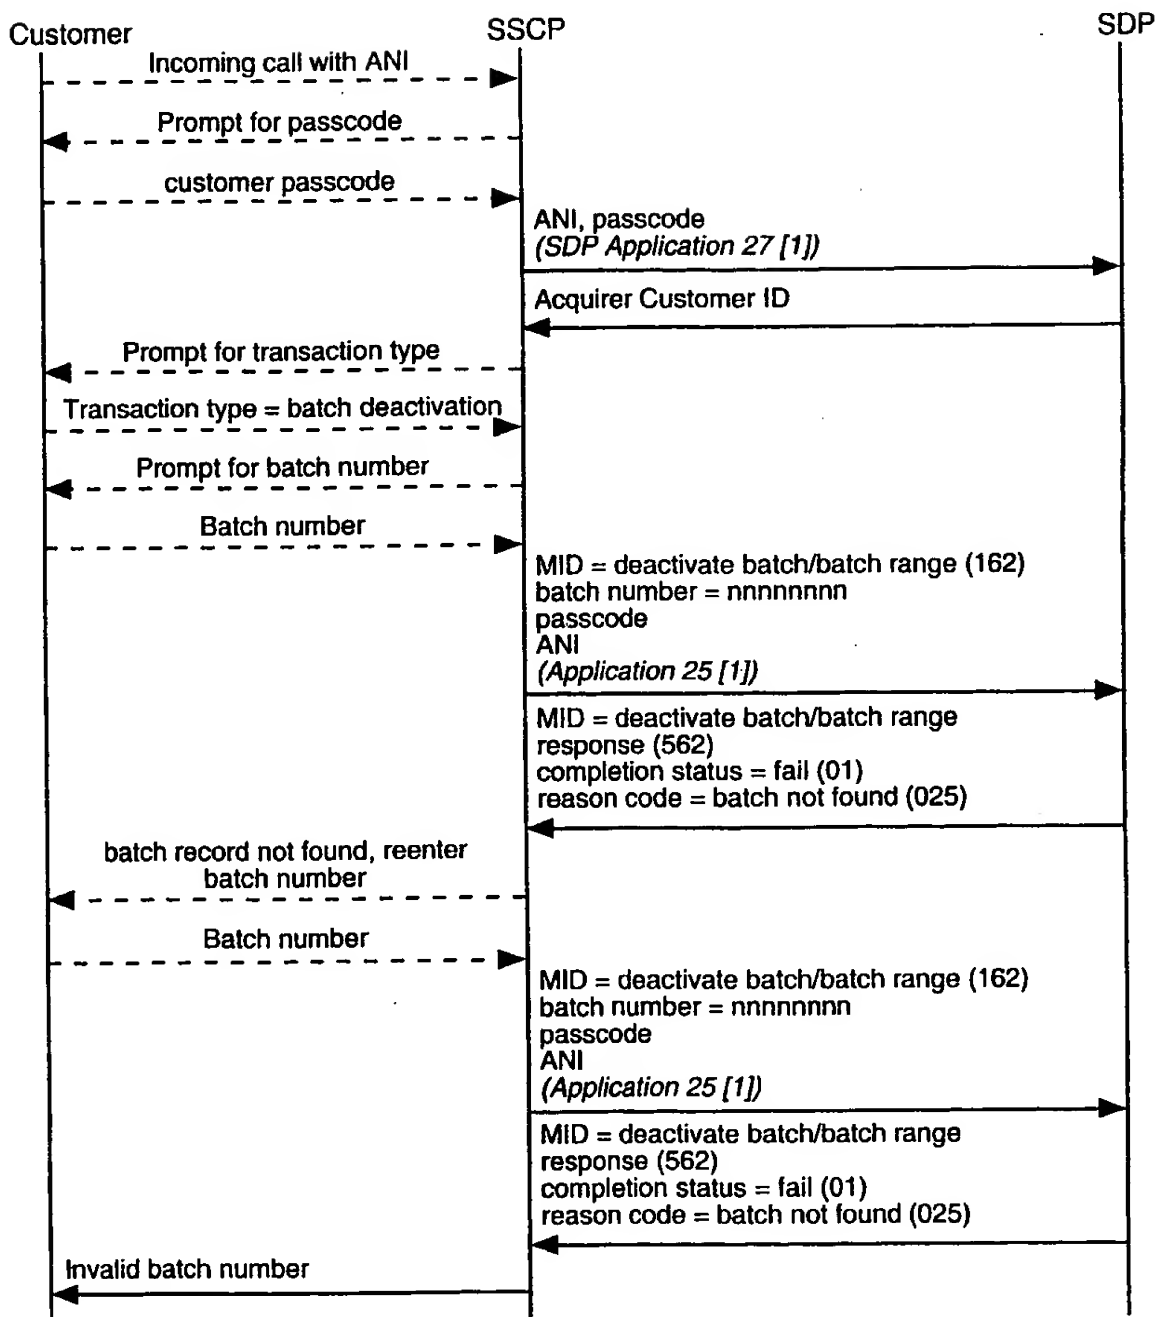 Customer
SSCP
SDP
Incoming call with ANI
Prompt for passcode
customer passcode
ANI, passcode
(SDP Application 27 [1])
Acquirer Customer ID
Prompt for transaction type
Transaction type = batch deactivation
Prompt for batch number
Batch number
MID = deactivate batch/batch range (162)
batch number = nnnnnnnn
passcode
ANI
(Application 25 [1])
MID = deactivate batch/batch range
response (562)
completion status = fail (01)
reason code = batch not found (025)
batch record not found, reenter
batch number
Batch number
MID = deactivate batch/batch range (162)
batch number = nnnnnnnn
passcode
ANI
(Application 25 [1])
MID = deactivate batch/batch range
response (562)
completion status = fail (01)
reason code = batch not found (025)
Invalid batch number